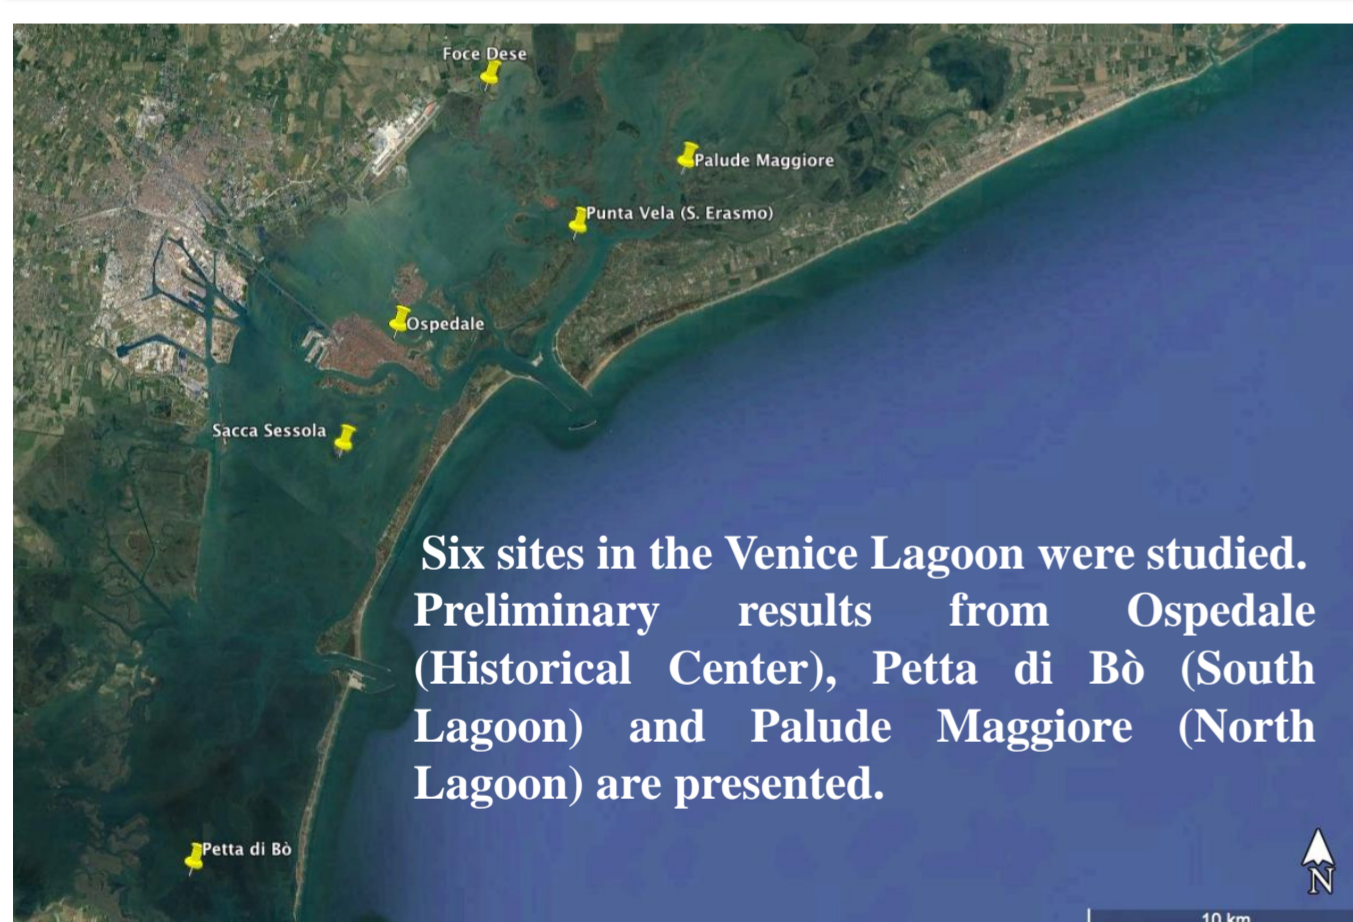 Foce Dese
Palude Maggiore
Punta Vela (S. Erasmo)
Ospedale
Sacca Sessola
Six sites in the Venice Lagoon were studied.
Preliminary results from Ospedale
(Historical Center), Petta di Bò (South
Lagoon) and Palude Maggiore (North
Lagoon) are presented.
Petta di Bò
N
10 km